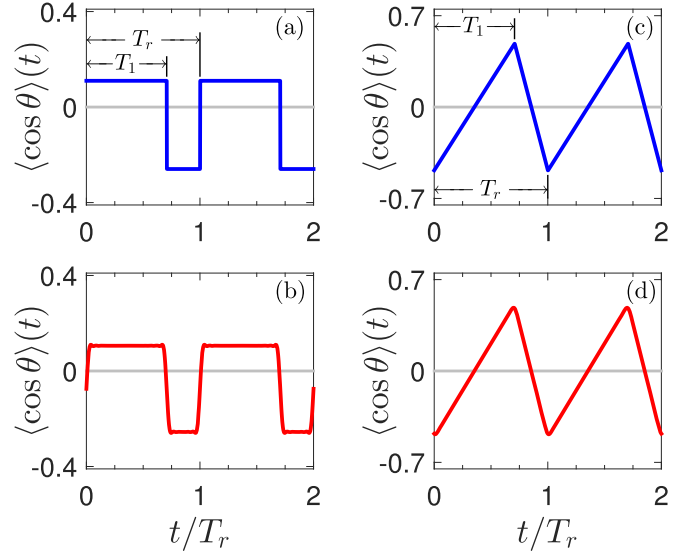 0.4
(a)
T_r
T_1
0
-0.4
⟨cos θ⟩(t)
0.7
(c)
T_1
0
T_r
-0.7
⟨cos θ⟩(t)
0 1 2
0.4
(b)
0
-0.4
⟨cos θ⟩(t)
0 1 2
t/T_r
0.7
(d)
0
-0.7
⟨cos θ⟩(t)
0 1 2
0 1 2
t/T_r